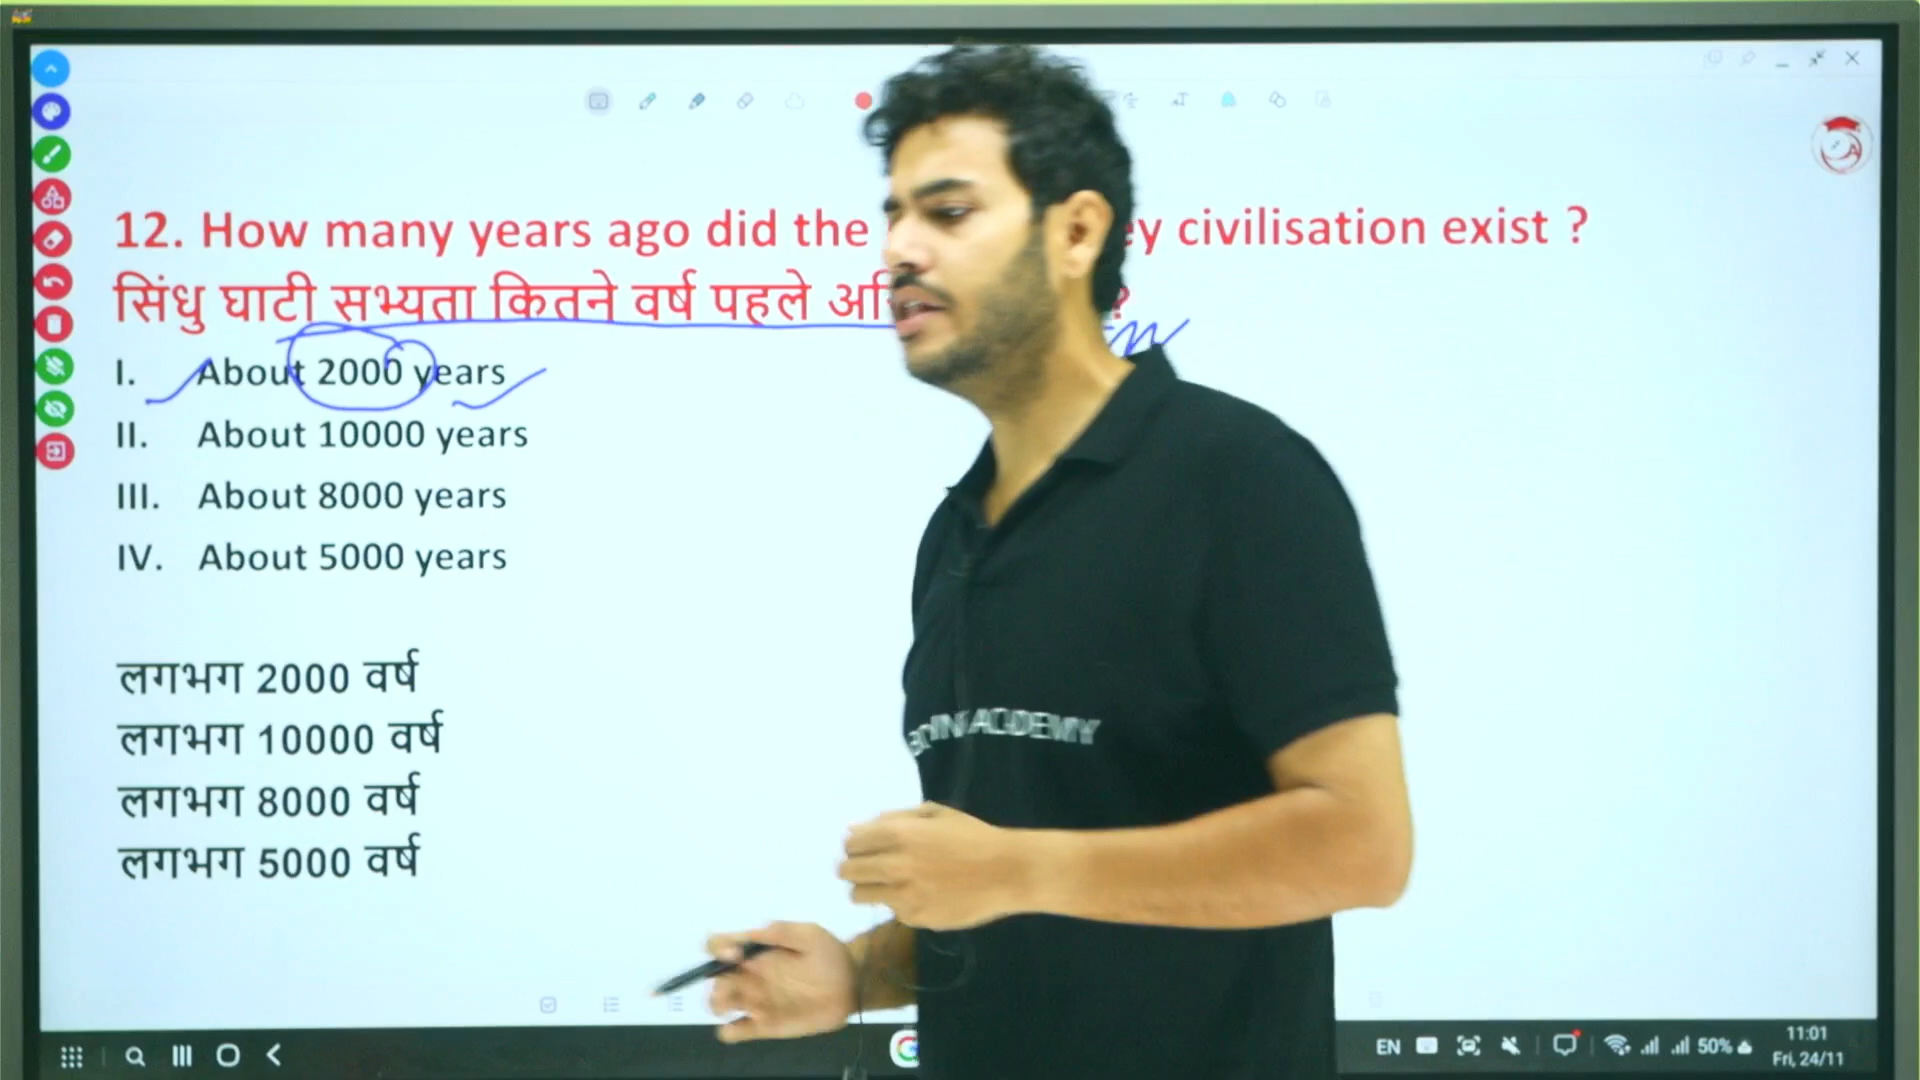 12. How many years ago did the civilisation exist ?
सिंधु घाटी सभ्यता कितने वर्ष पहले ?
I. About 2000 years
II. About 10000 years
III. About 8000 years
IV. About 5000 years
लगभग 2000 वर्ष
लगभग 10000 वर्ष
लगभग 8000 वर्ष
लगभग 5000 वर्ष
ACADEMY
EN 50% 11:01
Fri, 24/11